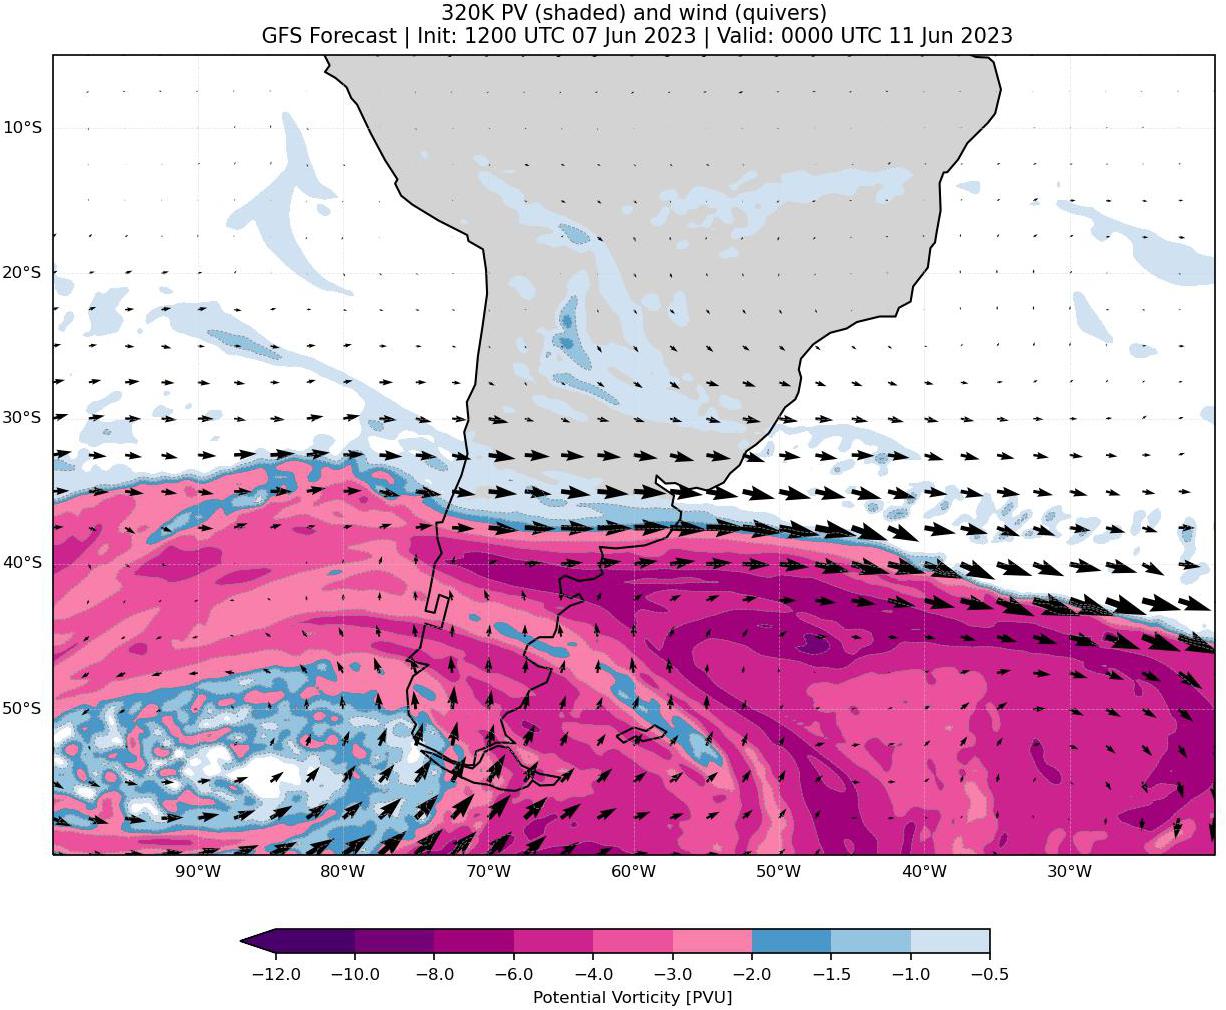 320K PV (shaded) and wind (quivers)
GFS Forecast | Init: 1200 UTC 07 Jun 2023 | Valid: 0000 UTC 11 Jun 2023
10°S
20°S
30°S
40°S
50°S
90°W 80°W 70°W 60°W 50°W 40°W 30°W
−12.0 −10.0 −8.0 −6.0 −4.0 −3.0 −2.0 −1.5 −1.0 −0.5
Potential Vorticity [PVU]